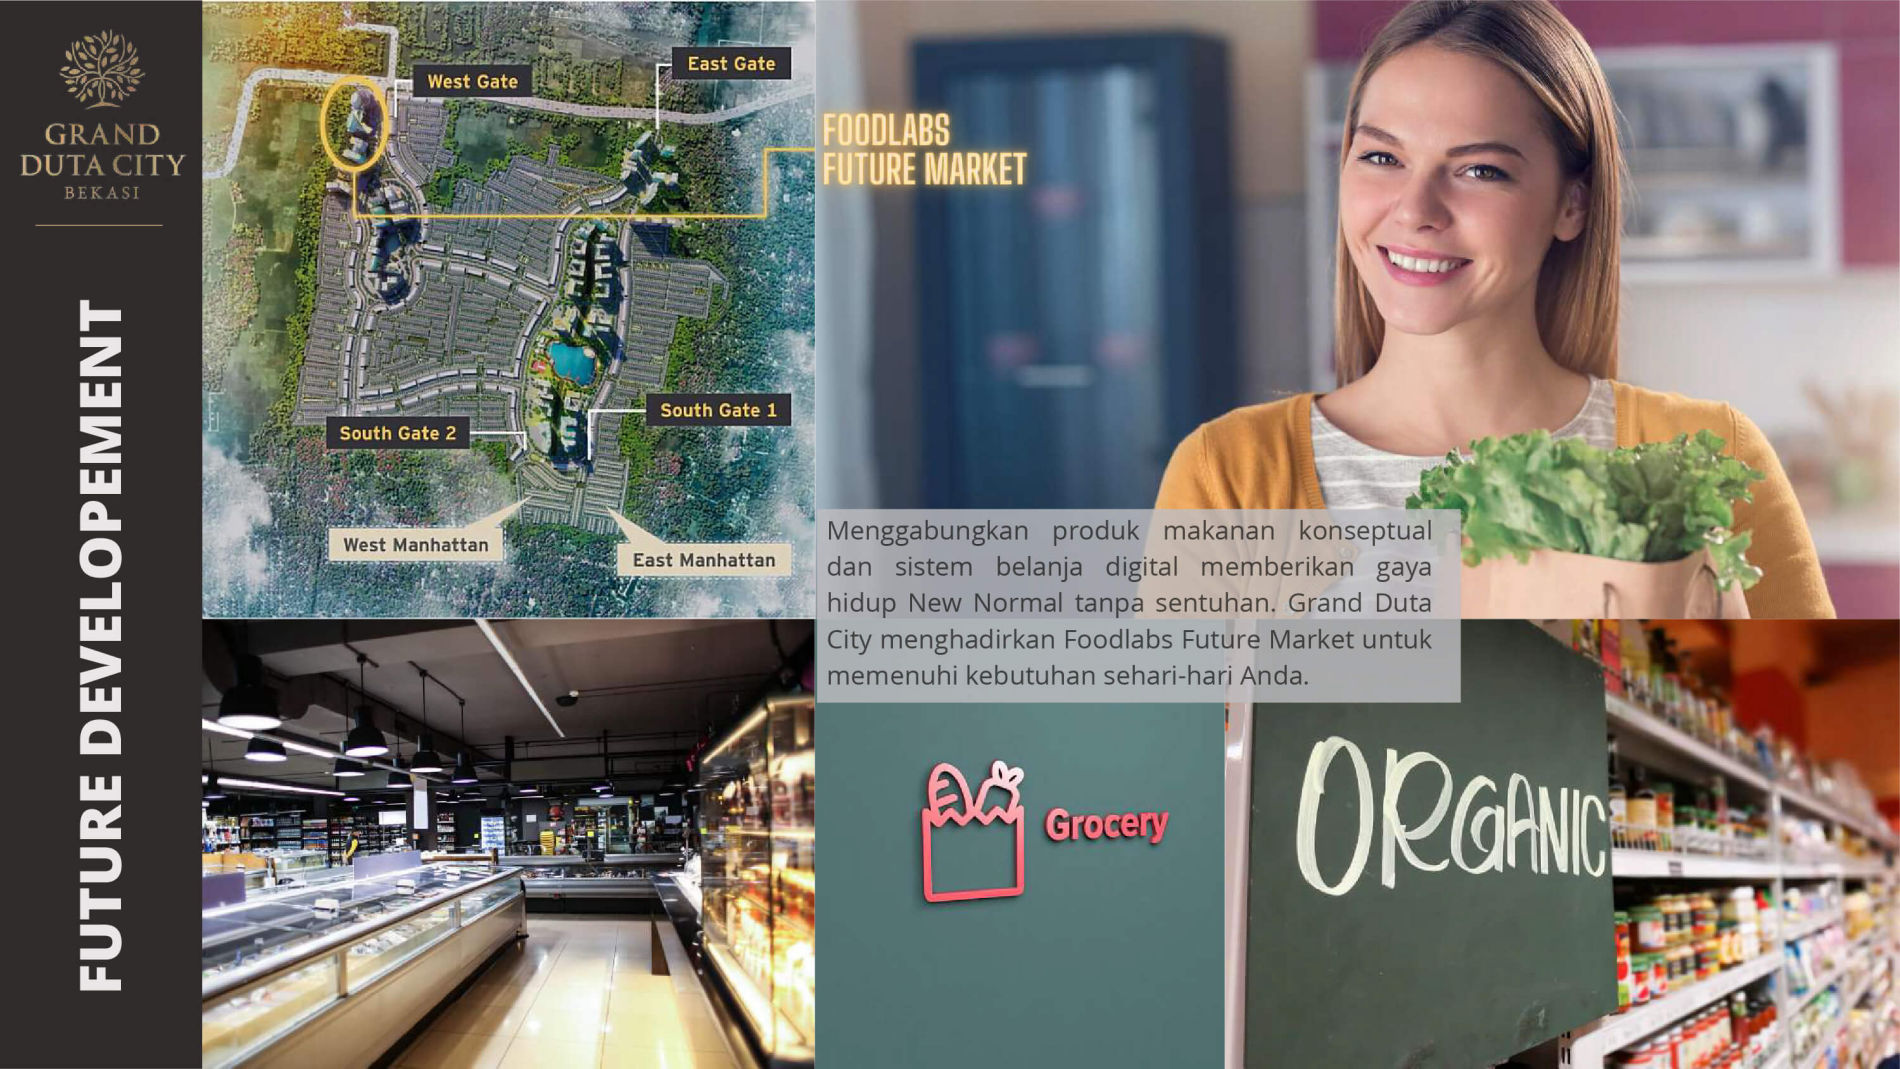 GRAND
DUTA CITY
BEKASI
FUTURE DEVELOPEMENT
West Gate
East Gate
South Gate 1
South Gate 2
West Manhattan
East Manhattan
FOODLABS
FUTURE MARKET
Menggabungkan produk makanan konseptual
dan sistem belanja digital memberikan gaya
hidup New Normal tanpa sentuhan. Grand Duta
City menghadirkan Foodlabs Future Market untuk
memenuhi kebutuhan sehari-hari Anda.
Grocery
ORGANIC